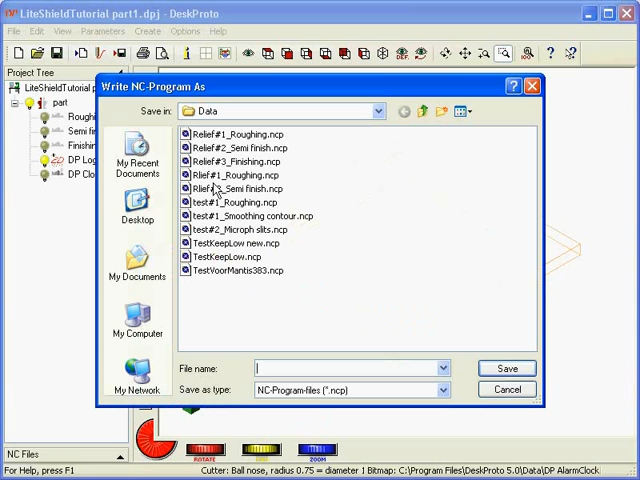 LiteShieldTutorial part1.dpj - DeskProto
File Edit View Parameters Create Options Help
Project Tree
LiteShieldTutorial part1.d
part
Rough
Semi fi
Finishin
DP Log
DP Clo
Write NC-Program As
Save in: Data
My Recent Documents
Desktop
My Documents
My Computer
My Network
Relief#1_Roughing.ncp
Relief#2_Semi finish.ncp
Relief#3_Finishing.ncp
Rlief#1_Roughing.ncp
Rlief#3_Semi finish.ncp
test#1_Roughing.ncp
test#1_Smoothing contour.ncp
test#2_Microph slits.ncp
TestKeepLow new.ncp
TestKeepLow.ncp
TestVoorMantis383.ncp
File name:
Save
Save as type: NC-Program-files (*.ncp)
Cancel
ROTATE
MOVE
ZOOM
NC Files
For Help, press F1
Cutter: Ball nose, radius 0.75 = diameter 1 Bitmap: C:\Program Files\DeskProto 5.0\Data\DP AlarmClock